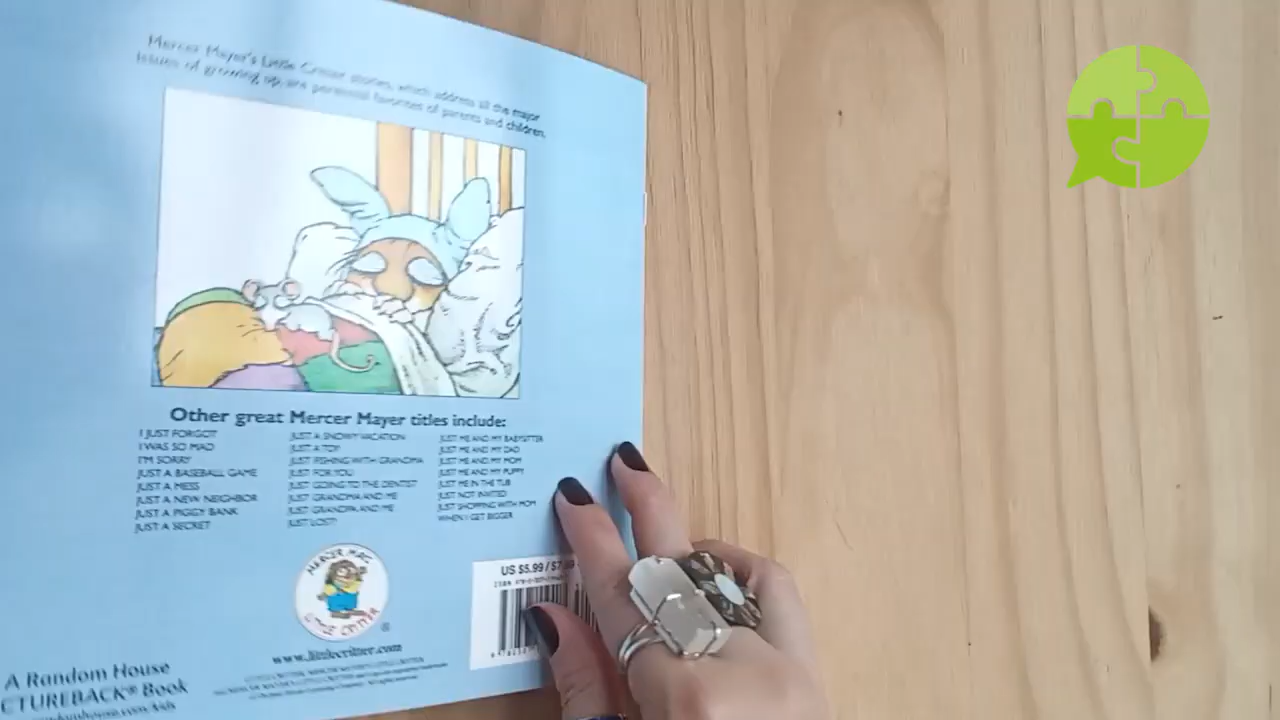 Mercer Mayer's Little Critter stories, which address all the major
issues of growing up, are perennial favorites of parents and children.
Other great Mercer Mayer titles include:
I JUST FORGOT
I WAS SO MAD
I'M SORRY
JUST A BASEBALL GAME
JUST A MESS
JUST A NEW NEIGHBOR
JUST A PIGGY BANK
JUST A SECRET
JUST A SNOWY VACATION
JUST A TOY
JUST FISHING WITH GRANDMA
JUST FOR YOU
JUST GOING TO THE DENTIST
JUST GRANDMA AND ME
JUST GRANDPA AND ME
JUST LOST!
JUST ME AND MY BABYSITTER
JUST ME AND MY DAD
JUST ME AND MY MOM
JUST ME AND MY PUPPY
JUST ME IN THE TUB
JUST NOT INVITED
JUST SHOPPING WITH MOM
WHEN I GET BIGGER
LITTLE CRITTER
®
www.littlecritter.com
US $5.99 / $7
ISBN
A Random House
CTUREBACK® Book